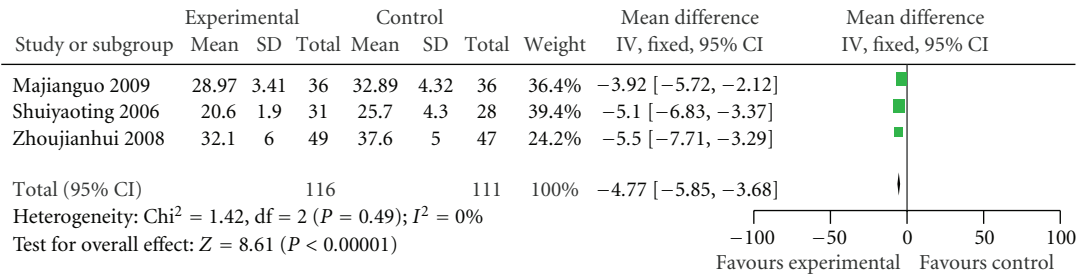 Experimental Control Mean difference Mean difference
Study or subgroup Mean SD Total Mean SD Total Weight IV, fixed, 95% CI IV, fixed, 95% CI
Majianguo 2009 28.97 3.41 36 32.89 4.32 36 36.4% −3.92 [−5.72, −2.12]
Shuiyaoting 2006 20.6 1.9 31 25.7 4.3 28 39.4% −5.1 [−6.83, −3.37]
Zhoujianhui 2008 32.1 6 49 37.6 5 47 24.2% −5.5 [−7.71, −3.29]
Total (95% CI) 116 111 100% −4.77 [−5.85, −3.68]
Heterogeneity: Chi² = 1.42, df = 2 (P = 0.49); I² = 0%
Test for overall effect: Z = 8.61 (P < 0.00001)
−100 −50 0 50 100
Favours experimental Favours control